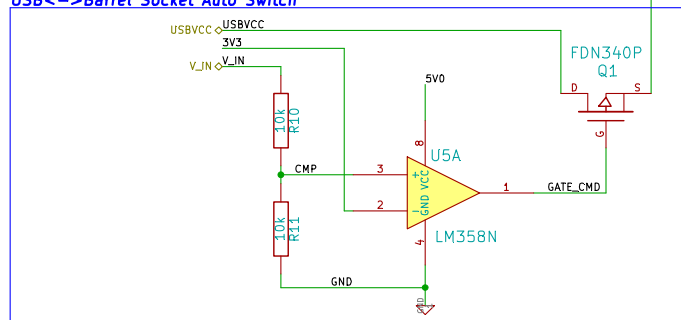 USB<->Barrel Socket Auto Switch
USBVCC USBVCC
3V3
V_IN V_IN
FDN340P
Q1
D S
G
5V0
10k R10
8
U5A
CMP 3 + VCC
1 GATE_CMD
2 - GND
10k R11
4
LM358N
GND
GND